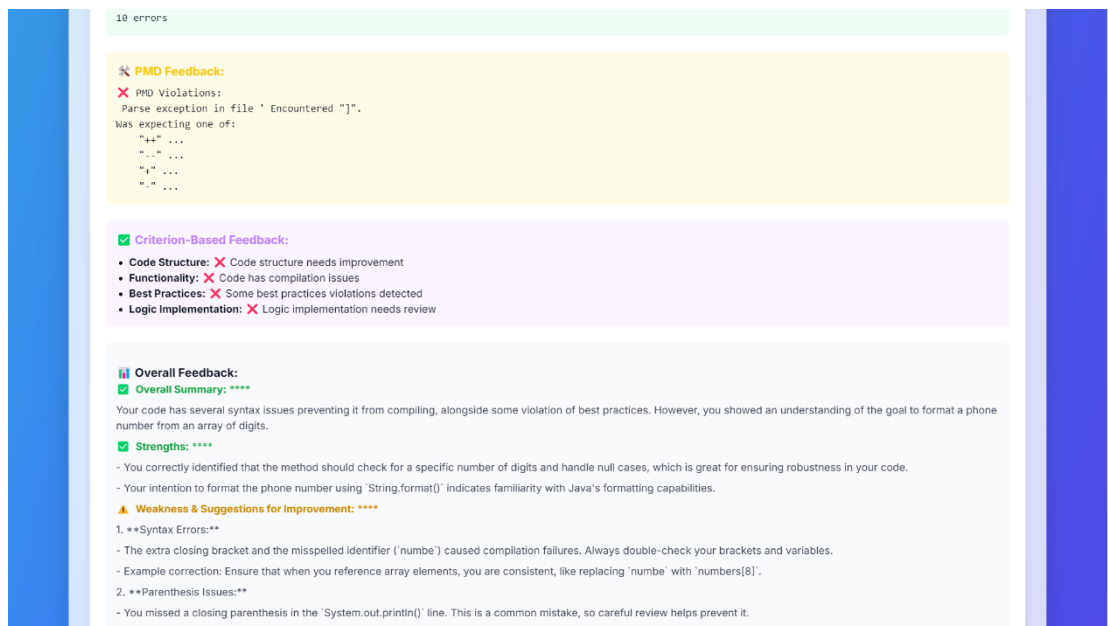 10 errors
🛠 PMD Feedback:
❌ PMD Violations:
Parse exception in file ' Encountered "]".
Was expecting one of:
"++" ...
"--" ...
"+" ...
"-" ...
✅ Criterion-Based Feedback:
• Code Structure: ❌ Code structure needs improvement
• Functionality: ❌ Code has compilation issues
• Best Practices: ❌ Some best practices violations detected
• Logic Implementation: ❌ Logic implementation needs review
📊 Overall Feedback:
✅ Overall Summary: ****
Your code has several syntax issues preventing it from compiling, alongside some violation of best practices. However, you showed an understanding of the goal to format a phone
number from an array of digits.
✅ Strengths: ****
- You correctly identified that the method should check for a specific number of digits and handle null cases, which is great for ensuring robustness in your code.
- Your intention to format the phone number using `String.format()` indicates familiarity with Java's formatting capabilities.
⚠ Weakness & Suggestions for Improvement: ****
1. **Syntax Errors:**
- The extra closing bracket and the misspelled identifier (`numbe`) caused compilation failures. Always double-check your brackets and variables.
- Example correction: Ensure that when you reference array elements, you are consistent, like replacing `numbe` with `numbers[8]`.
2. **Parenthesis Issues:**
- You missed a closing parenthesis in the `System.out.println()` line. This is a common mistake, so careful review helps prevent it.